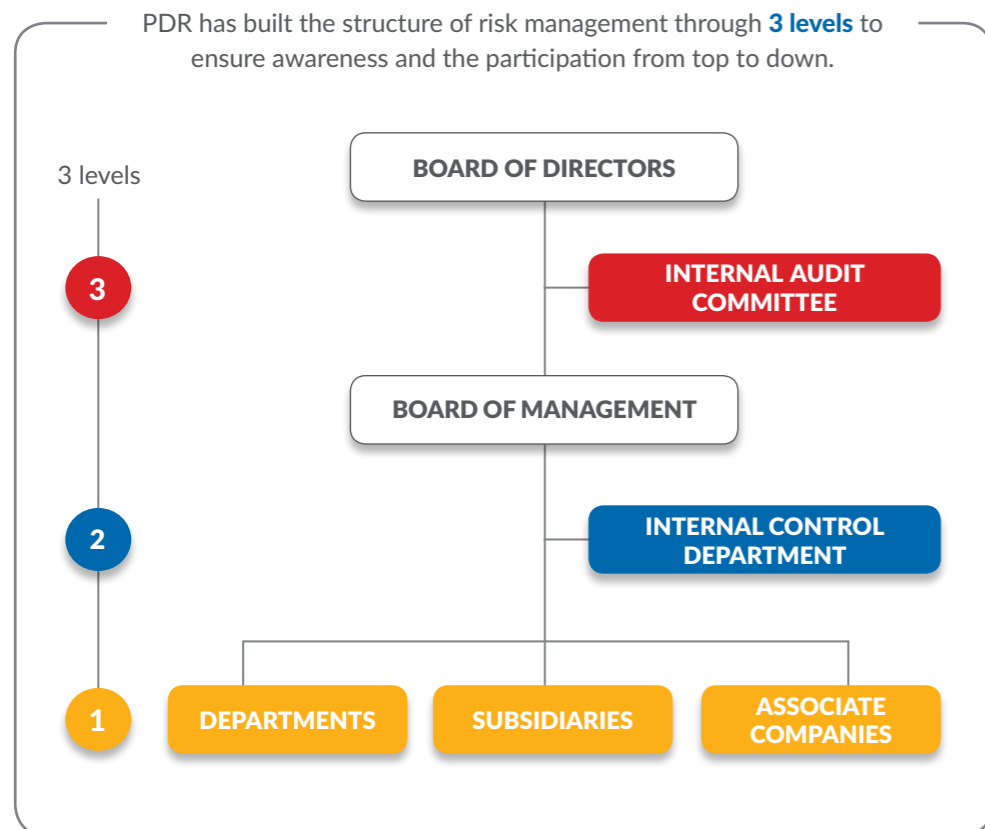 PDR has built the structure of risk management through 3 levels to
ensure awareness and the participation from top to down.
3 levels
BOARD OF DIRECTORS
3
INTERNAL AUDIT
COMMITTEE
BOARD OF MANAGEMENT
2
INTERNAL CONTROL
DEPARTMENT
1
DEPARTMENTS
SUBSIDIARIES
ASSOCIATE
COMPANIES